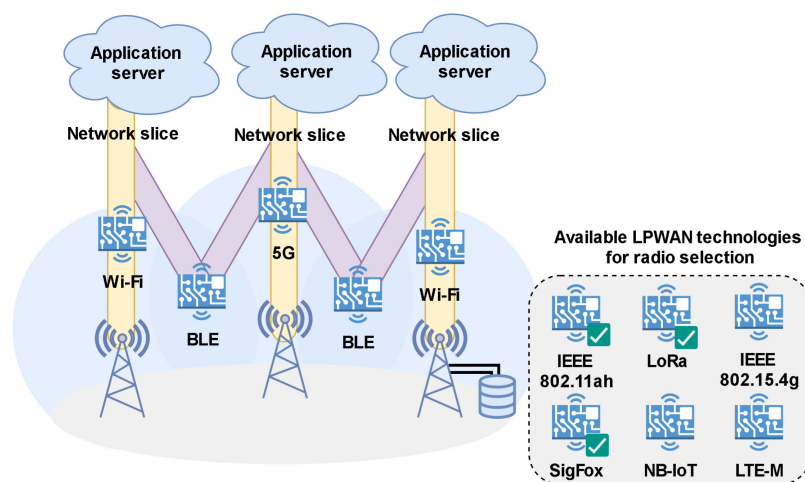 Application
server
Application
server
Application
server
Network slice
Network slice
Network slice
Wi-Fi
BLE
5G
BLE
Wi-Fi
Available LPWAN technologies
for radio selection
IEEE
802.11ah
LoRa
IEEE
802.15.4g
SigFox
NB-IoT
LTE-M